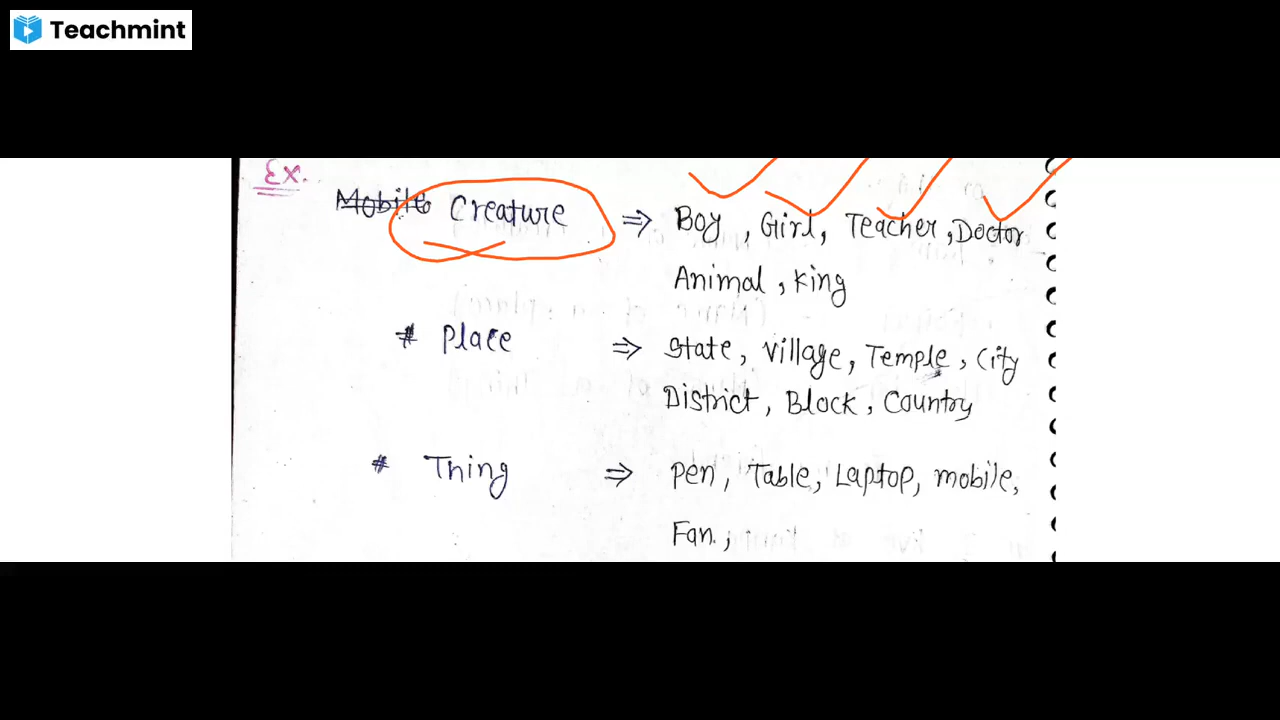 Teachmint
Ex.
Mobile Creature ⇒ Boy, Girl, Teacher, Doctor
Animal, King
# Place ⇒ State, Village, Temple, City
District, Block, Country
# Thing ⇒ Pen, Table, Laptop, mobile,
Fan,